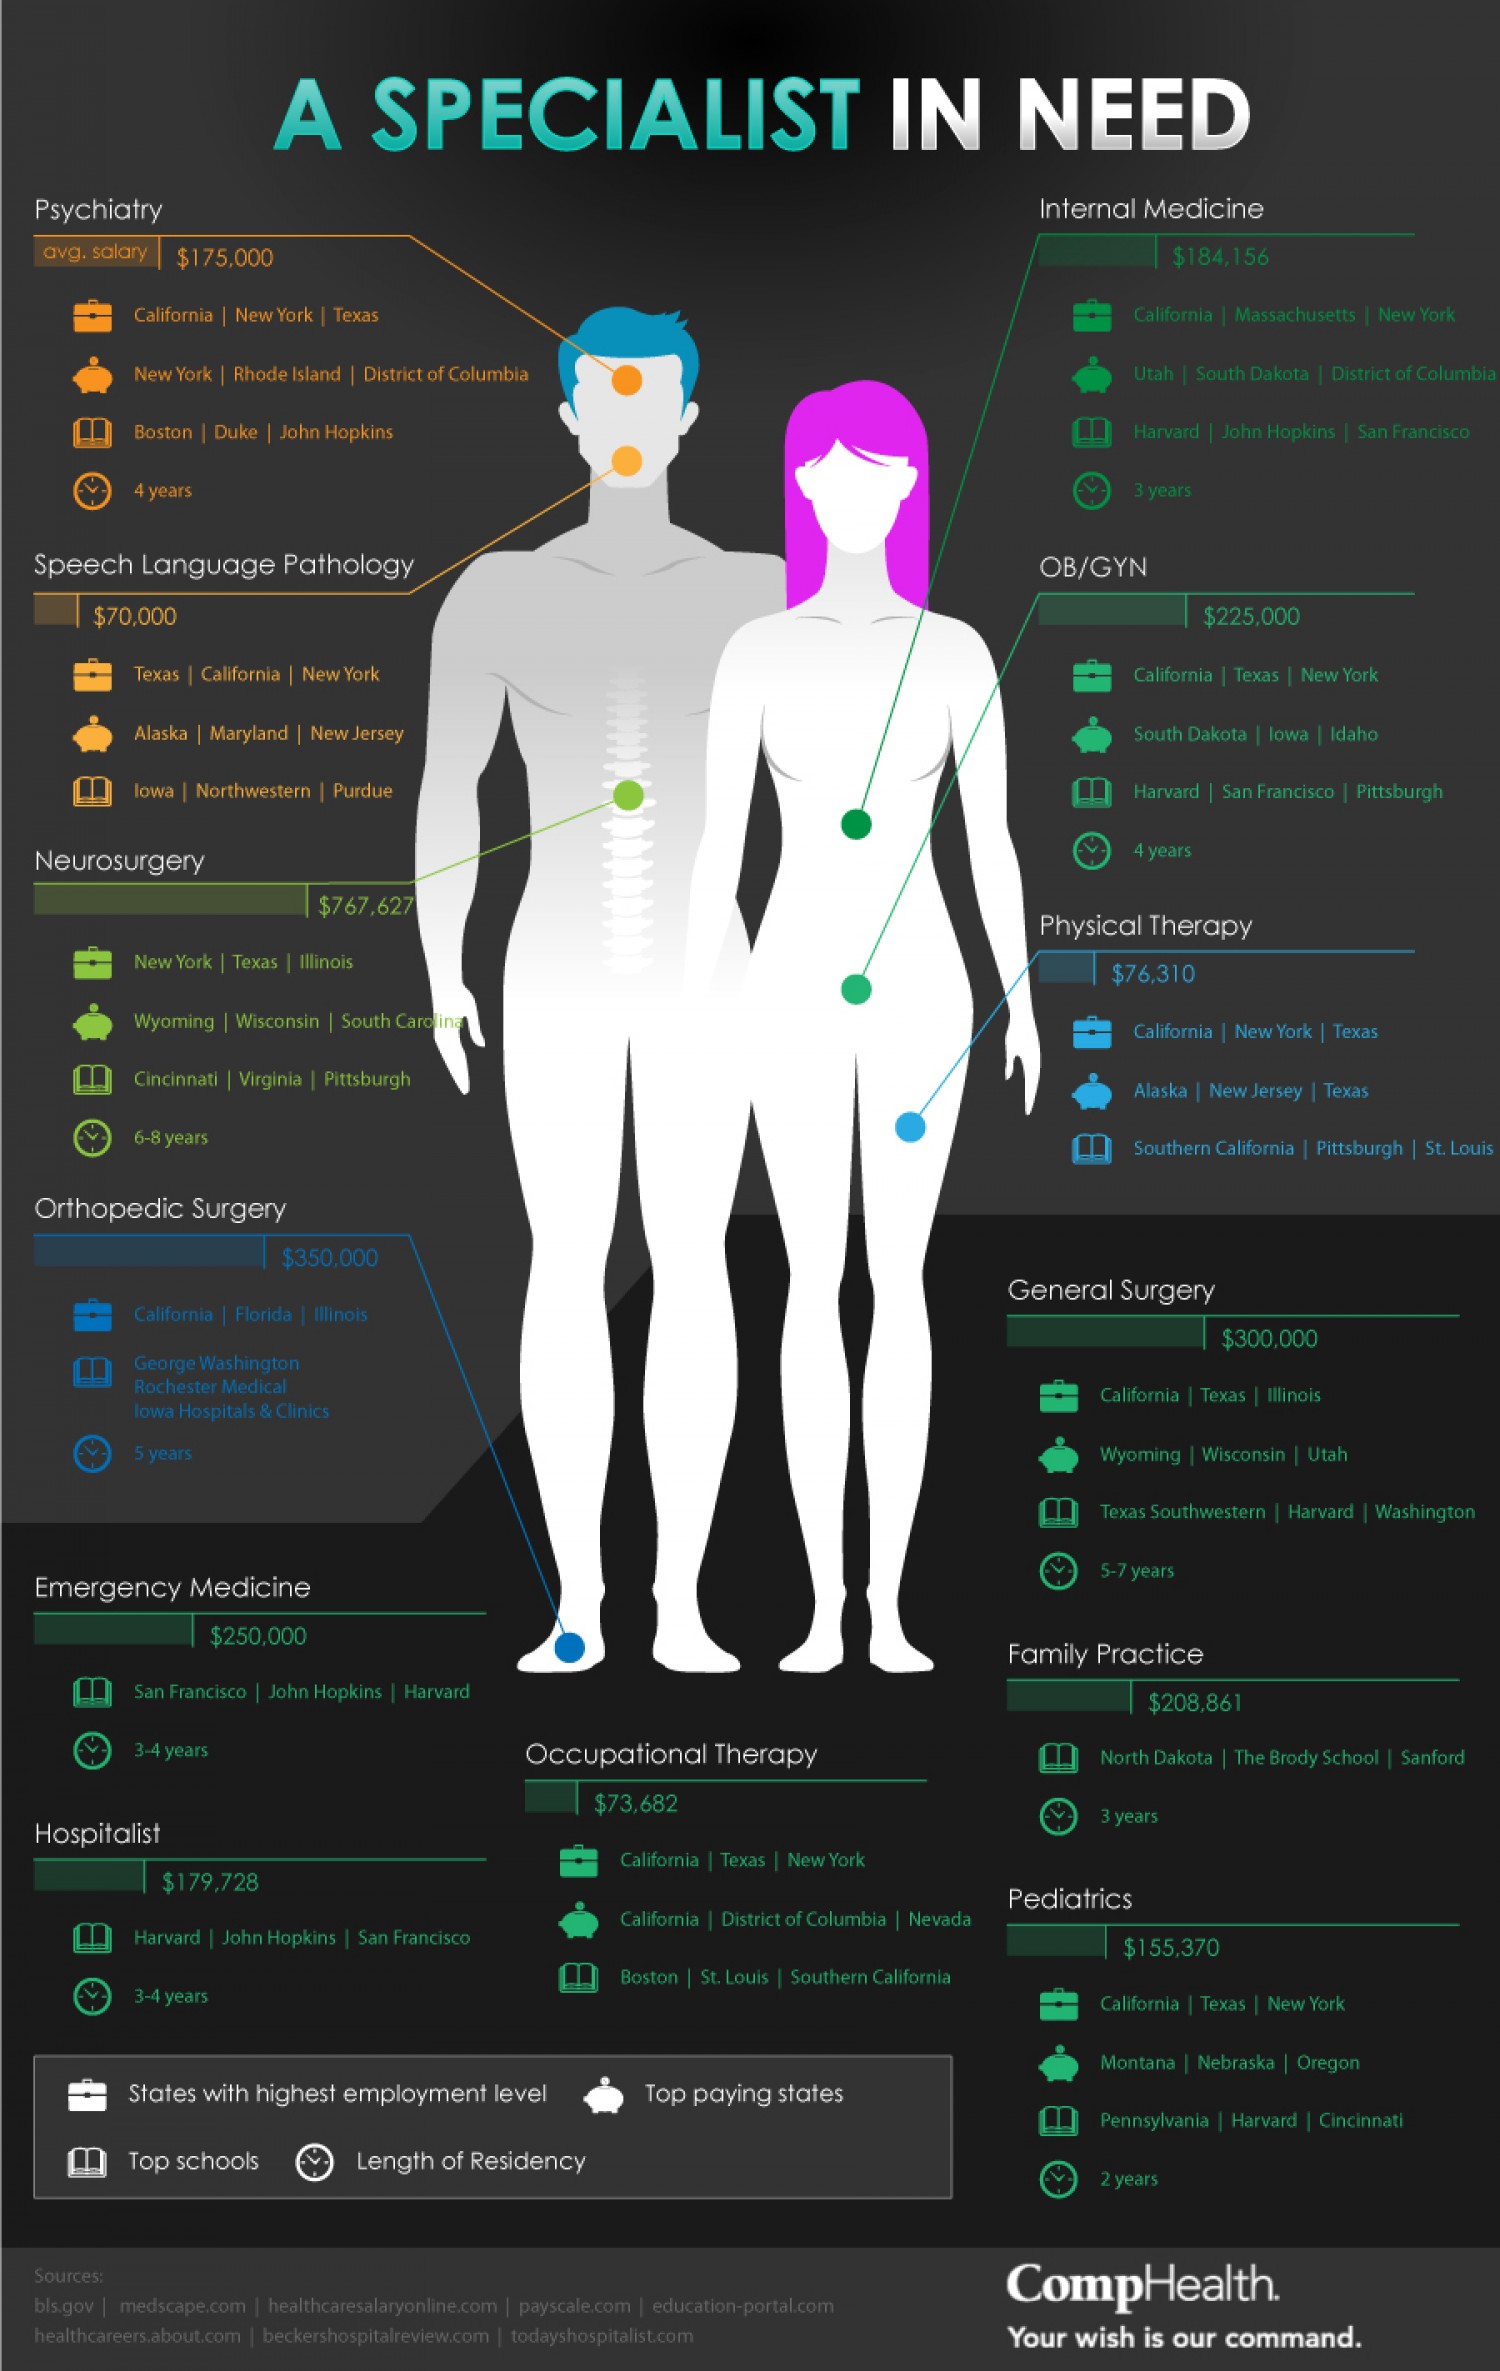 A SPECIALIST IN NEED
Psychiatry
avg. salary $175,000
California | New York | Texas
New York | Rhode Island | District of Columbia
Boston | Duke | John Hopkins
4 years
Speech Language Pathology
$70,000
Texas | California | New York
Alaska | Maryland | New Jersey
Iowa | Northwestern | Purdue
Neurosurgery
$767,627
New York | Texas | Illinois
Wyoming | Wisconsin | South Carolina
Cincinnati | Virginia | Pittsburgh
6-8 years
Orthopedic Surgery
$350,000
California | Florida | Illinois
George Washington
Rochester Medical
Iowa Hospitals & Clinics
5 years
Internal Medicine
$184,156
California | Massachusetts | New York
Utah | South Dakota | District of Columbia
Harvard | John Hopkins | San Francisco
3 years
OB/GYN
$225,000
California | Texas | New York
South Dakota | Iowa | Idaho
Harvard | San Francisco | Pittsburgh
4 years
Physical Therapy
$76,310
California | New York | Texas
Alaska | New Jersey | Texas
Southern California | Pittsburgh | St. Louis
General Surgery
$300,000
California | Texas | Illinois
Wyoming | Wisconsin | Utah
Texas Southwestern | Harvard | Washington
5-7 years
Emergency Medicine
$250,000
San Francisco | John Hopkins | Harvard
3-4 years
Hospitalist
$179,728
Harvard | John Hopkins | San Francisco
3-4 years
Occupational Therapy
$73,682
California | Texas | New York
California | District of Columbia | Nevada
Boston | St. Louis | Southern California
Family Practice
$208,861
North Dakota | The Brody School | Sanford
3 years
Pediatrics
$155,370
California | Texas | New York
Montana | Nebraska | Oregon
Pennsylvania | Harvard | Cincinnati
2 years
States with highest employment level Top paying states
Top schools Length of Residency
Sources:
bls.gov | medscape.com | healthcaresalaryonline.com | payscale.com | education-portal.com
healthcareers.about.com | beckershospitalreview.com | todayshospitalist.com
CompHealth.
Your wish is our command.